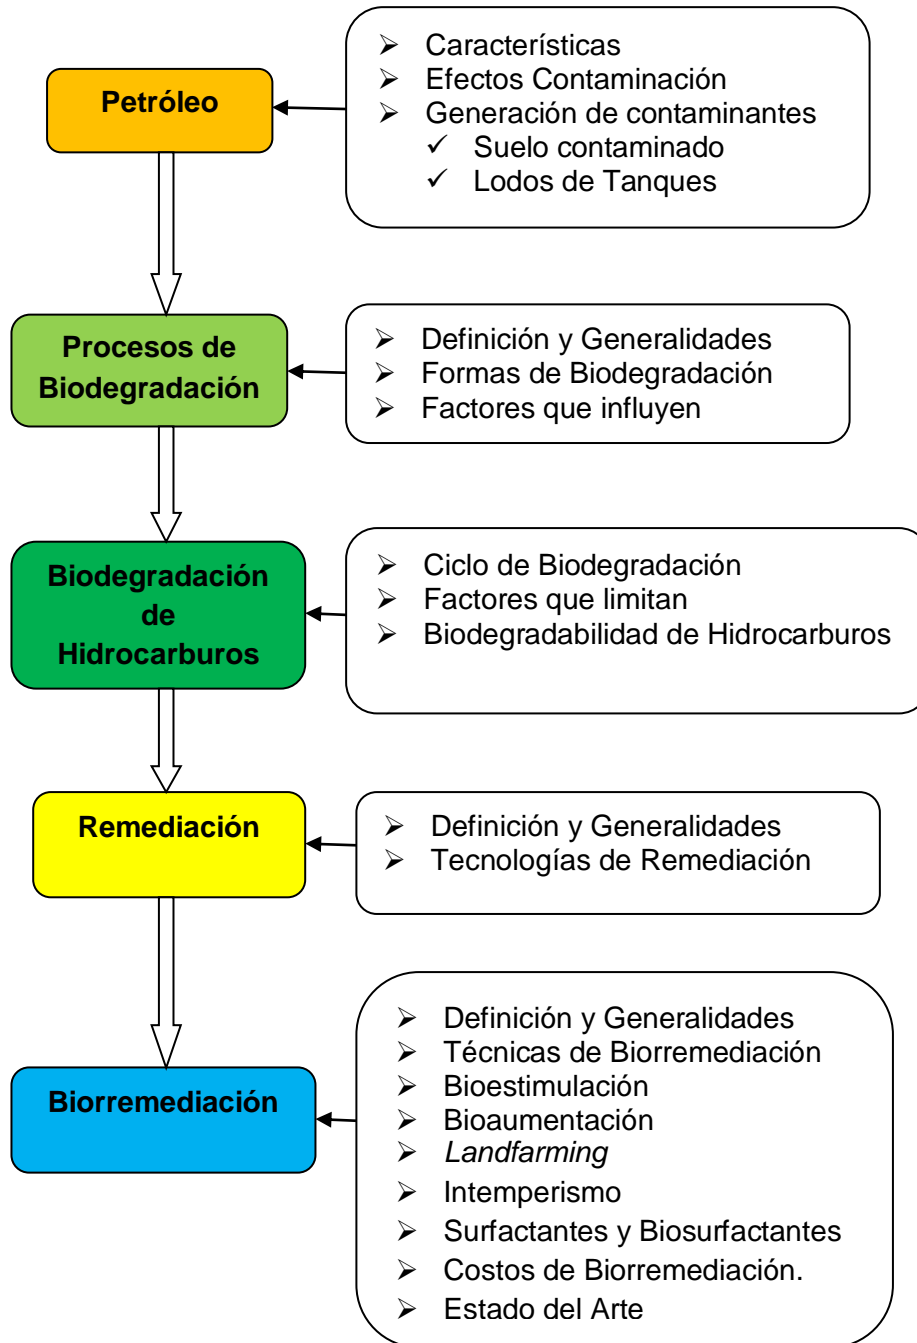 Petróleo
➢ Características
➢ Efectos Contaminación
➢ Generación de contaminantes
✓ Suelo contaminado
✓ Lodos de Tanques
Procesos de
Biodegradación
➢ Definición y Generalidades
➢ Formas de Biodegradación
➢ Factores que influyen
Biodegradación
de
Hidrocarburos
➢ Ciclo de Biodegradación
➢ Factores que limitan
➢ Biodegradabilidad de Hidrocarburos
Remediación
➢ Definición y Generalidades
➢ Tecnologías de Remediación
Biorremediación
➢ Definición y Generalidades
➢ Técnicas de Biorremediación
➢ Bioestimulación
➢ Bioaumentación
➢ Landfarming
➢ Intemperismo
➢ Surfactantes y Biosurfactantes
➢ Costos de Biorremediación.
➢ Estado del Arte